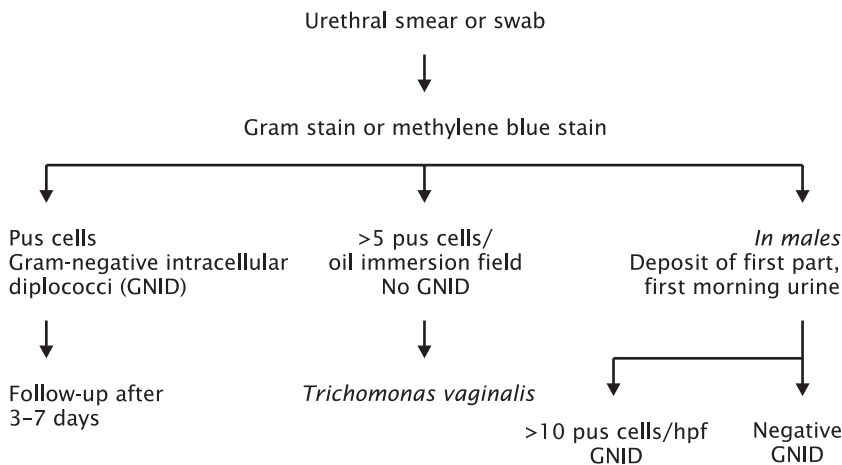 Urethral smear or swab
Gram stain or methylene blue stain
Pus cells
Gram-negative intracellular
diplococci (GNID)
>5 pus cells/
oil immersion field
No GNID
In males
Deposit of first part,
first morning urine
Follow-up after
3–7 days
Trichomonas vaginalis
>10 pus cells/hpf
GNID
Negative
GNID